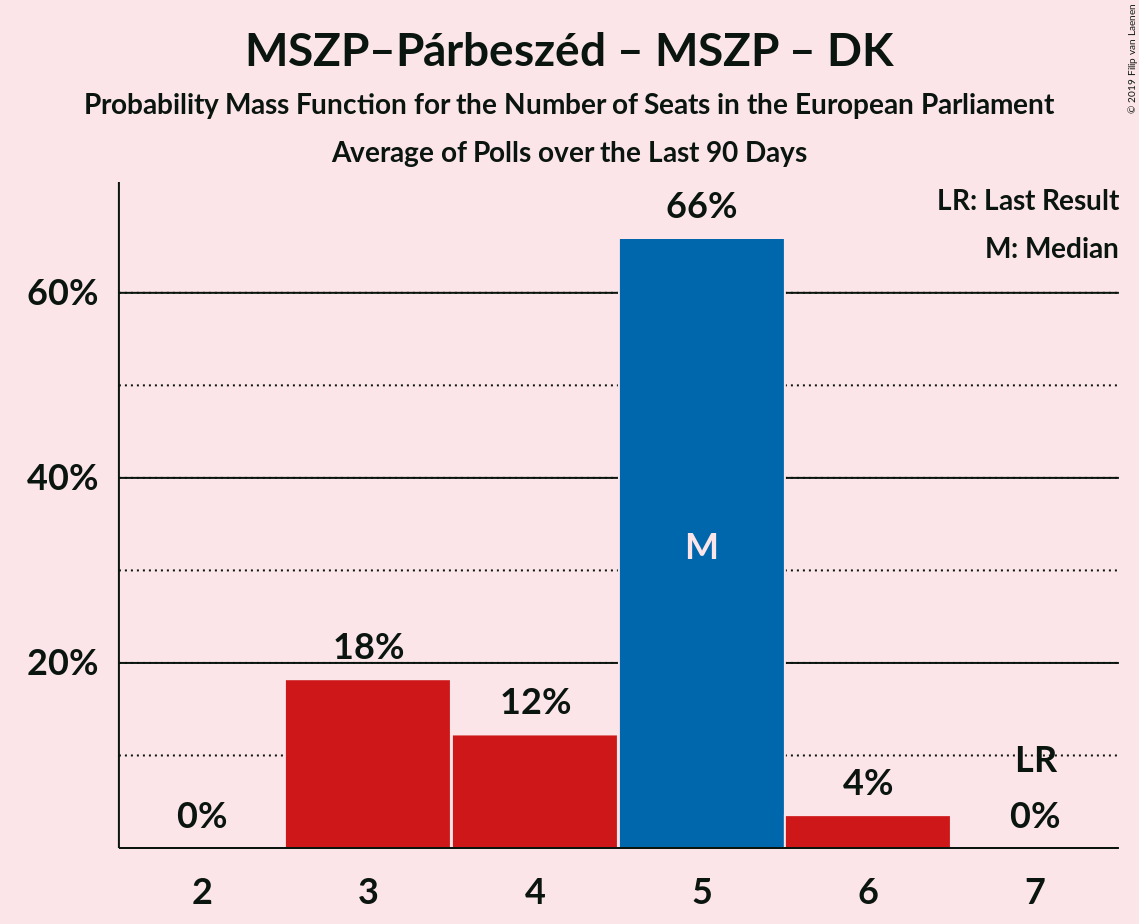 MSZP–Párbeszéd – MSZP – DK
Probability Mass Function for the Number of Seats in the European Parliament
Average of Polls over the Last 90 Days
© 2019 Filip van Laenen
LR: Last Result
M: Median
66%
60%
40%
M
18%
20%
12%
LR
4%
0%
0%
2 3 4 5 6 7